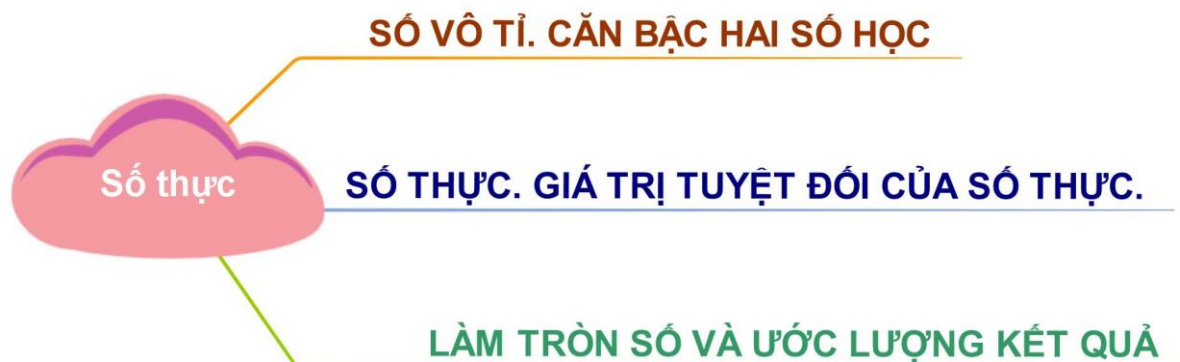 SỐ VÔ TỈ. CĂN BẬC HAI SỐ HỌC
Số thực
SỐ THỰC. GIÁ TRỊ TUYỆT ĐỐI CỦA SỐ THỰC.
LÀM TRÒN SỐ VÀ ƯỚC LƯỢNG KẾT QUẢ